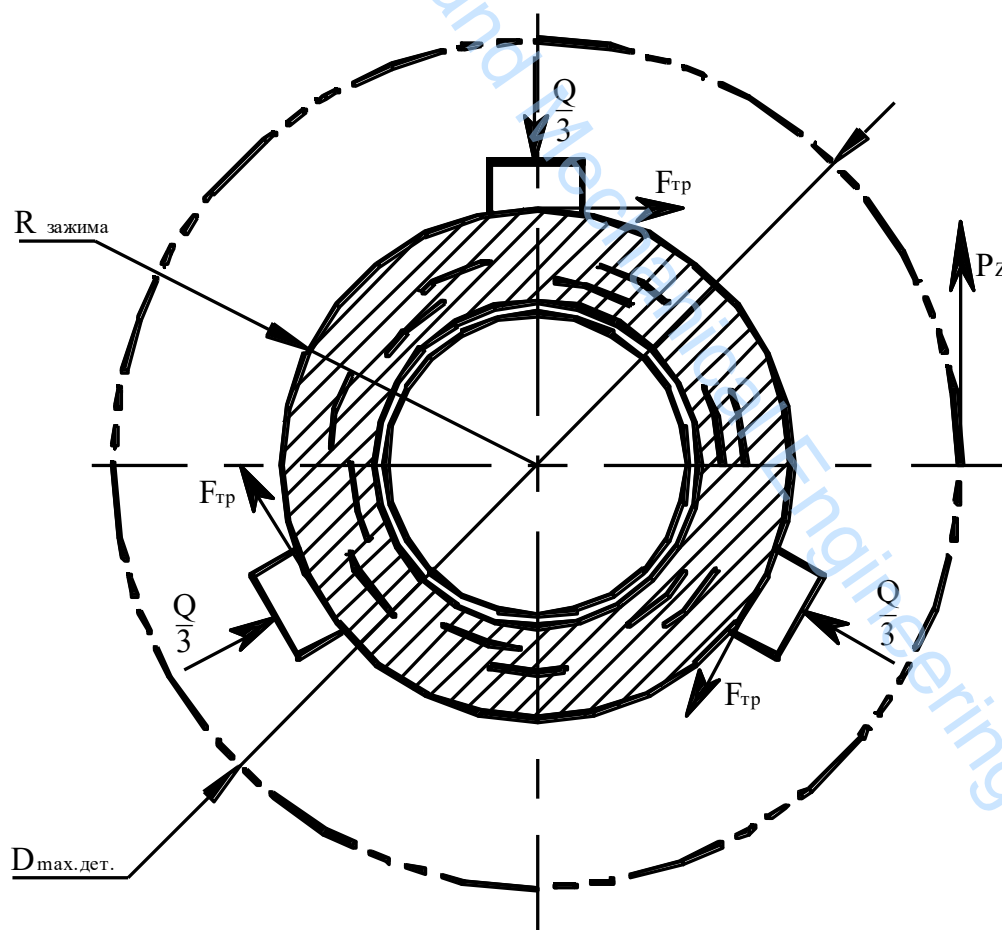 Q
3
Fтр
R зажима
Pz
Fтр
Q
3
Q
3
Fтр
Dmax.дет.
and Mechanical Engineering